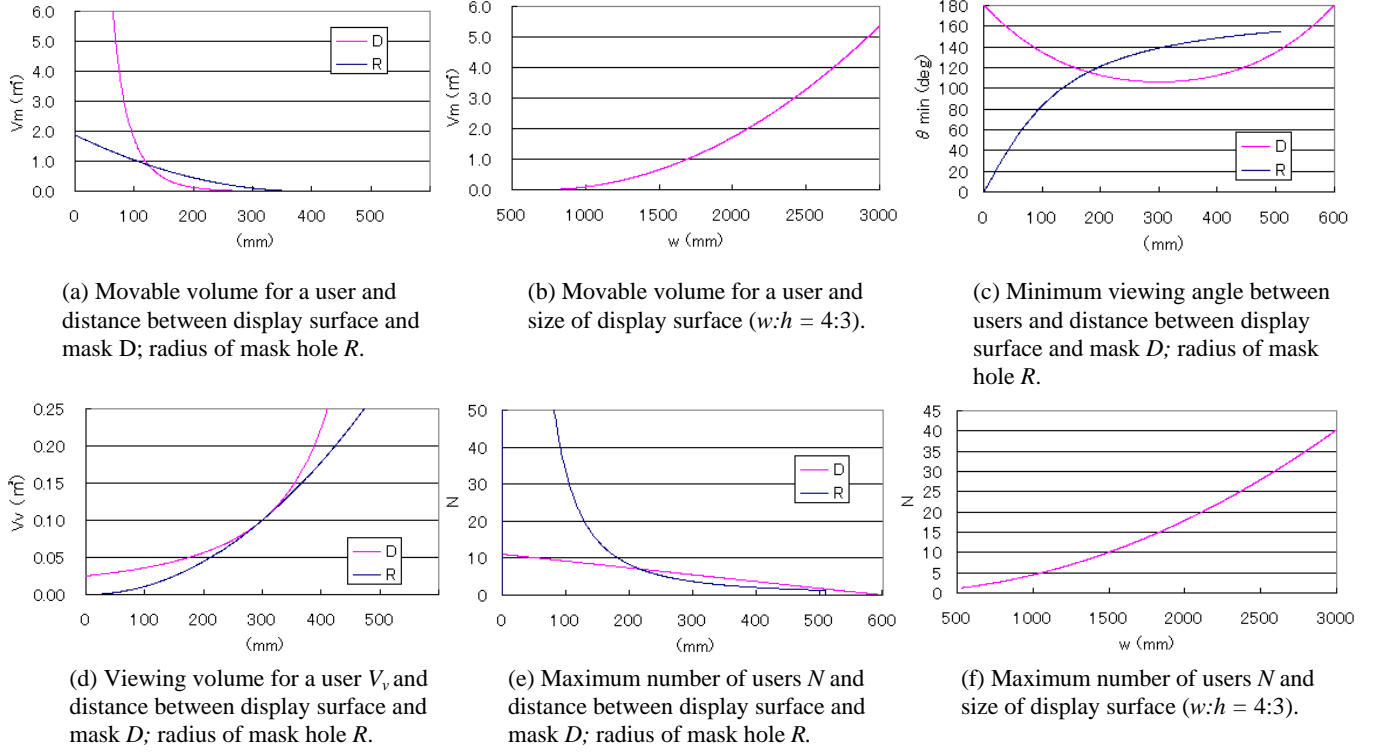 6.0
5.0
4.0
3.0
2.0
1.0
0.0
Vm (㎥)
D
R
0 100 200 300 400 500
(mm)
6.0
5.0
4.0
3.0
2.0
1.0
0.0
Vm (㎥)
500 1000 1500 2000 2500 3000
w (mm)
180
160
140
120
100
80
60
40
20
0
θ min (deg)
D
R
0 100 200 300 400 500 600
(mm)
(a) Movable volume for a user and
distance between display surface and
mask D; radius of mask hole R.
(b) Movable volume for a user and
size of display surface (w:h = 4:3).
(c) Minimum viewing angle between
users and distance between display
surface and mask D; radius of mask
hole R.
0.25
0.20
0.15
0.10
0.05
0.00
Vv (㎥)
D
R
0 100 200 300 400 500
(mm)
50
40
30
20
10
0
N
D
R
0 100 200 300 400 500 600
(mm)
45
40
35
30
25
20
15
10
5
0
N
500 1000 1500 2000 2500 3000
w (mm)
(d) Viewing volume for a user Vv and
distance between display surface and
mask D; radius of mask hole R.
(e) Maximum number of users N and
distance between display surface and
mask D; radius of mask hole R.
(f) Maximum number of users N and
size of display surface (w:h = 4:3).